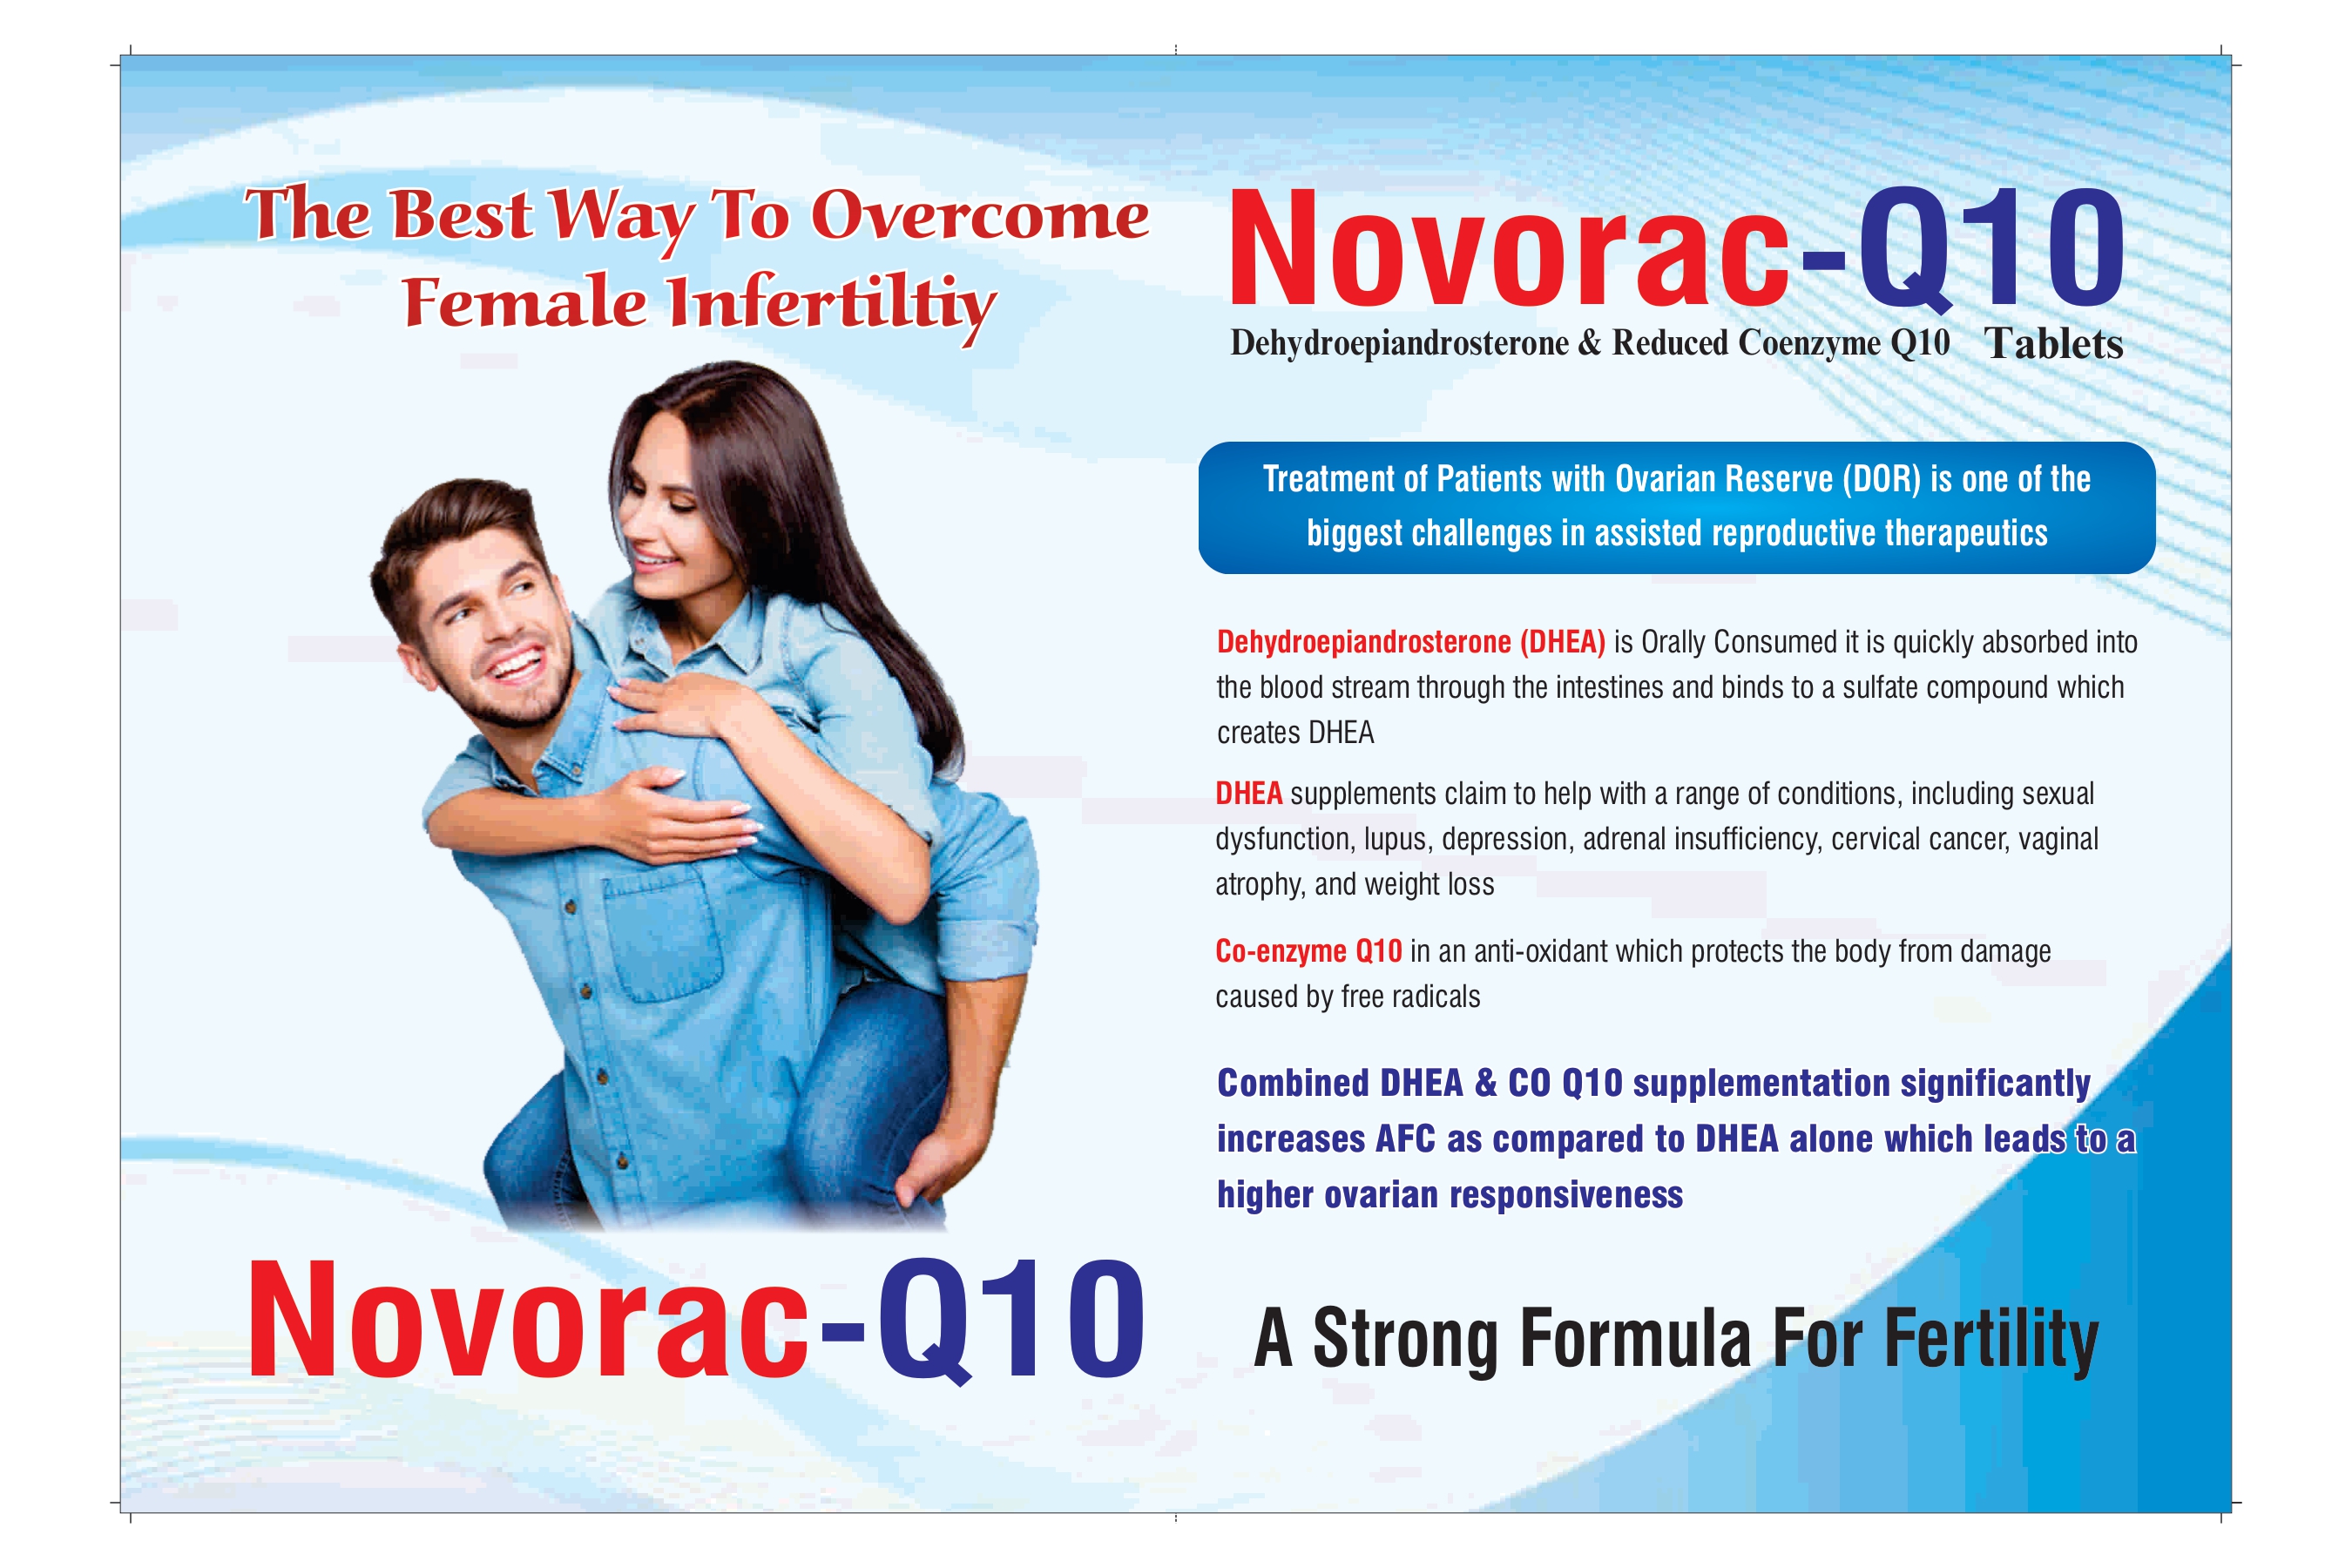 The Best Way To Overcome
Female Infertiltiy
Novorac-Q10
Novorac-Q10
Dehydroepiandrosterone & Reduced Coenzyme Q10 Tablets
Treatment of Patients with Ovarian Reserve (DOR) is one of the
biggest challenges in assisted reproductive therapeutics
Dehydroepiandrosterone (DHEA) is Orally Consumed it is quickly absorbed into
the blood stream through the intestines and binds to a sulfate compound which
creates DHEA
DHEA supplements claim to help with a range of conditions, including sexual
dysfunction, lupus, depression, adrenal insufficiency, cervical cancer, vaginal
atrophy, and weight loss
Co-enzyme Q10 in an anti-oxidant which protects the body from damage
caused by free radicals
Combined DHEA & CO Q10 supplementation significantly
increases AFC as compared to DHEA alone which leads to a
higher ovarian responsiveness
A Strong Formula For Fertility